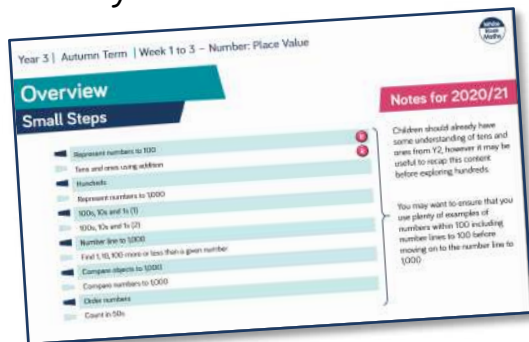 Year 3 | Autumn Term | Week 1 to 3 – Number: Place Value
White
Rose
Maths
Overview
Small Steps
Represent numbers to 100
R
Tens and ones using addition
R
Hundreds
Represent numbers to 1,000
100s, 10s and 1s (1)
100s, 10s and 1s (2)
Number line to 1,000
Find 1, 10, 100 more or less than a given number
Compare objects to 1,000
Compare numbers to 1,000
Order numbers
Count in 50s
Notes for 2020/21
Children should already have
some understanding of tens and
ones from Y2, however it may be
useful to recap this content
before exploring hundreds.
You may want to ensure that you
use plenty of examples of
numbers within 100 including
number lines to 100 before
moving on to the number line to
1,000